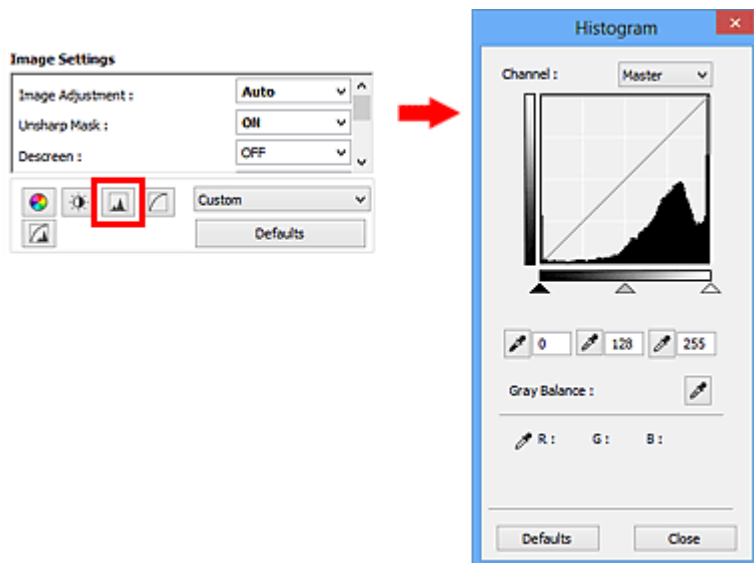 Image Settings
Image Adjustment : Auto
Unsharp Mask : ON
Descreen : OFF
Custom
Defaults
Histogram
Channel : Master
0 128 255
Gray Balance :
R : G : B :
Defaults Close